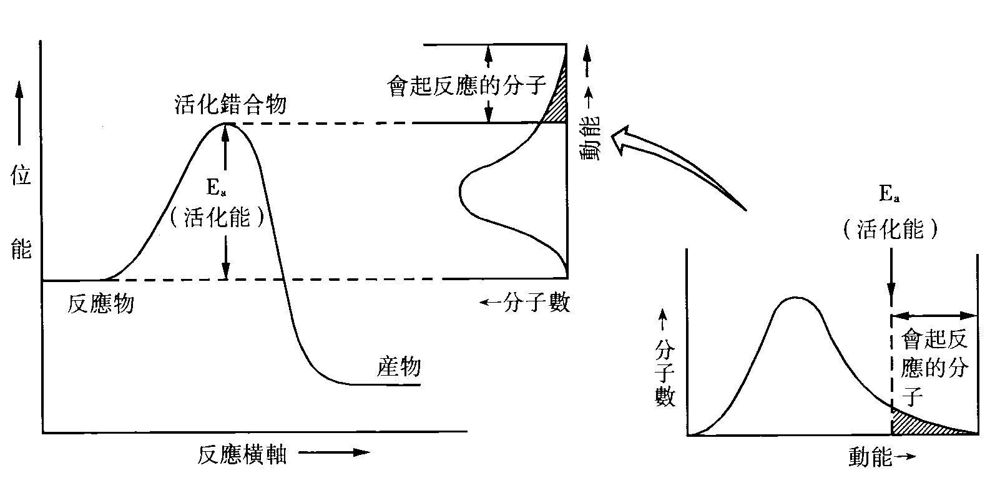 會起反應的分子
活化錯合物
動能→
位能
Ea
(活化能)
反應物
←分子數
産物
反應橫軸
Ea
(活化能)
→分子數
會起反
應的分
子
動能→